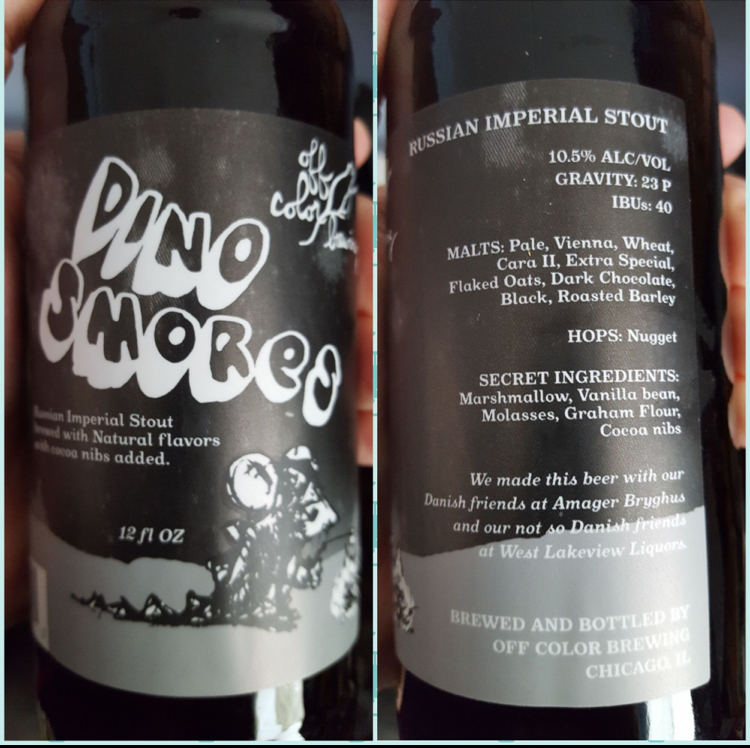 off
color
DINO
SMORES
Russian Imperial Stout
brewed with Natural flavors
with cocoa nibs added.
12 fl OZ
RUSSIAN IMPERIAL STOUT
10.5% ALC/VOL
GRAVITY: 23 P
IBUs: 40
MALTS: Pale, Vienna, Wheat,
Cara II, Extra Special,
Flaked Oats, Dark Chocolate,
Black, Roasted Barley
HOPS: Nugget
SECRET INGREDIENTS:
Marshmallow, Vanilla bean,
Molasses, Graham Flour,
Cocoa nibs
We made this beer with our
Danish friends at Amager Bryghus
and our not so Danish friends
at West Lakeview Liquors.
BREWED AND BOTTLED BY
OFF COLOR BREWING
CHICAGO, IL